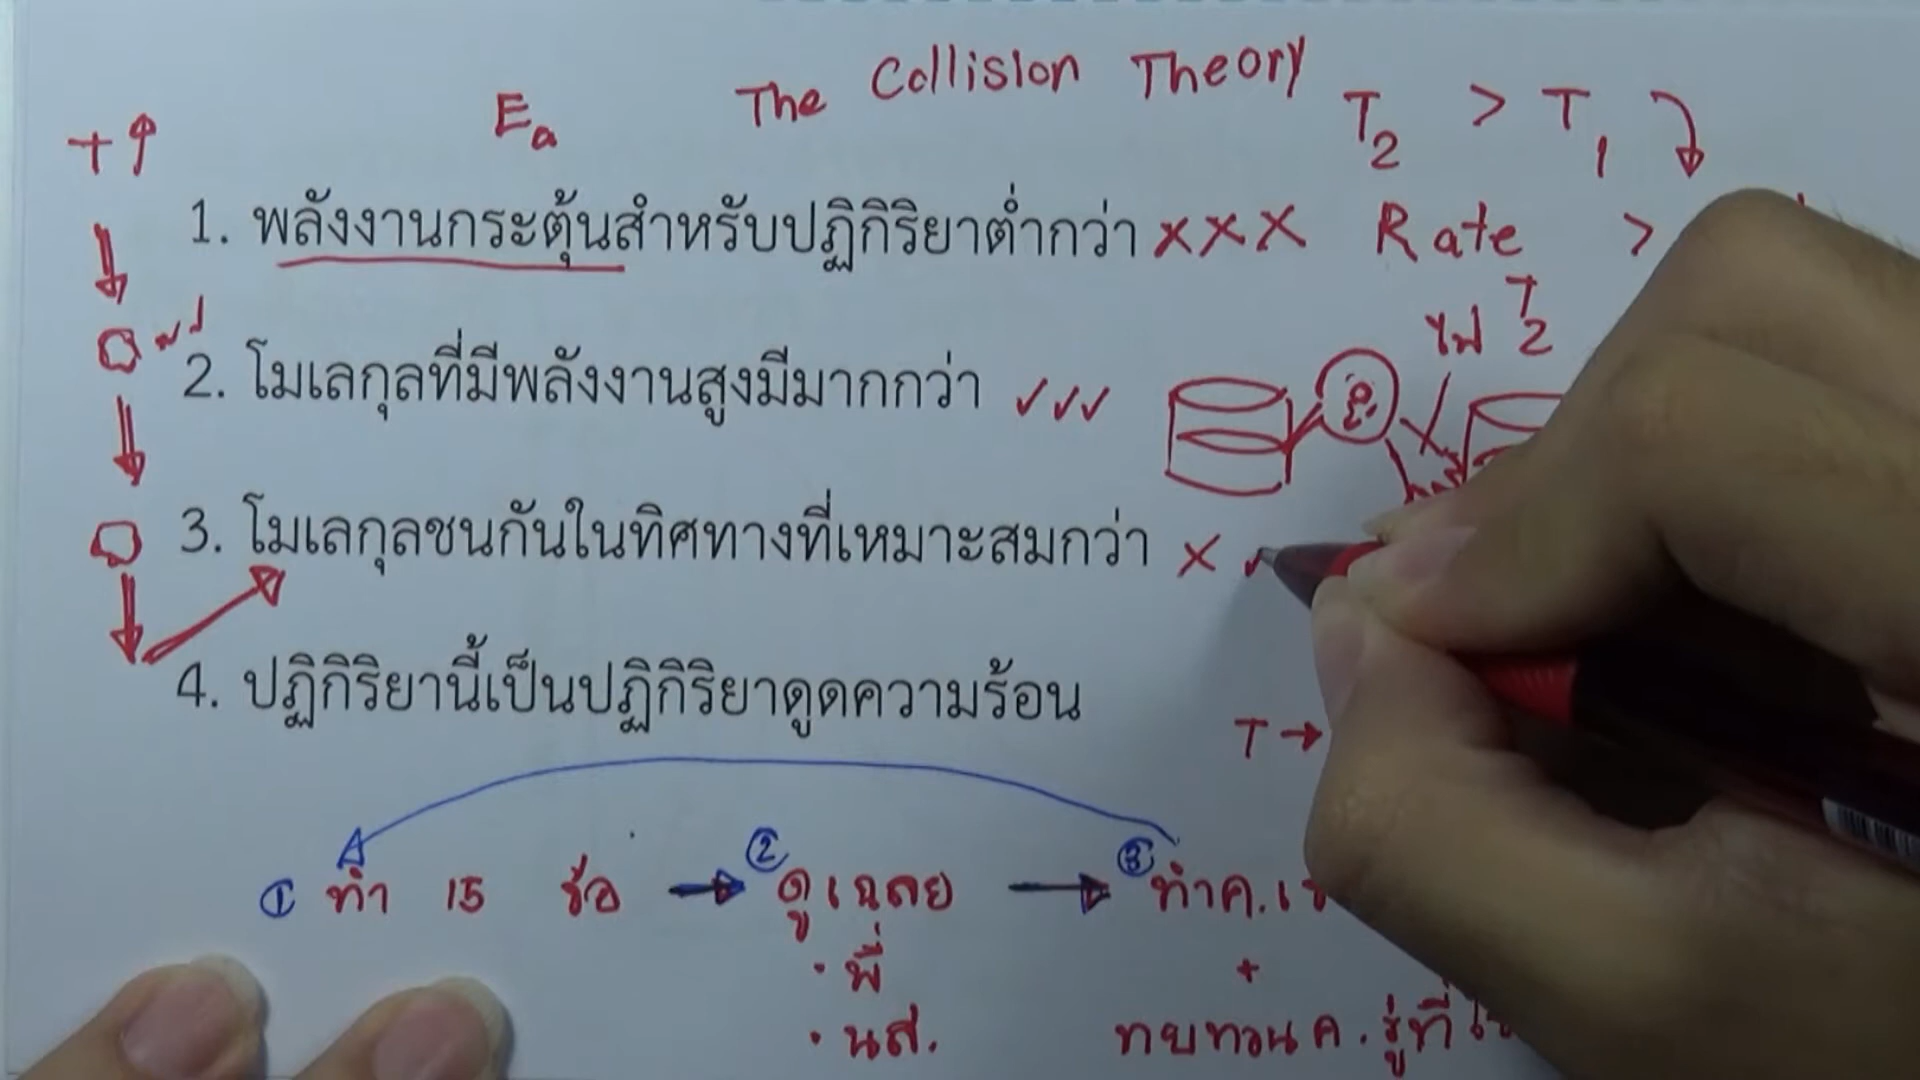 The Collision Theory
Ea
T2 > T1
+
1. พลังงานกระตุ้นสำหรับปฏิกิริยาต่ำกว่า x x x Rate >
ไฟ T2
2. โมเลกุลที่มีพลังงานสูงมีมากกว่า ✓✓✓
3. โมเลกุลชนกันในทิศทางที่เหมาะสมกว่า x
4. ปฏิกิริยานี้เป็นปฏิกิริยาดูดความร้อน
T →
① ทำ 15 ข้อ → ② ดูเฉลย → ③ ทำค.
· พี่ +
· นส. ทบทวน ค. รู้ที่